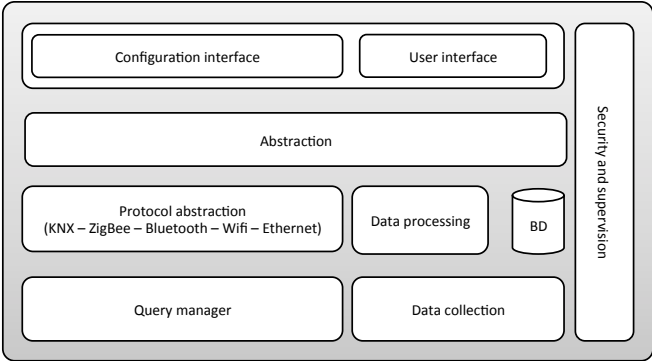 Configuration interface
User interface
Abstraction
Protocol abstraction
(KNX – ZigBee – Bluetooth – Wifi – Ethernet)
Data processing
BD
Query manager
Data collection
Security and supervision